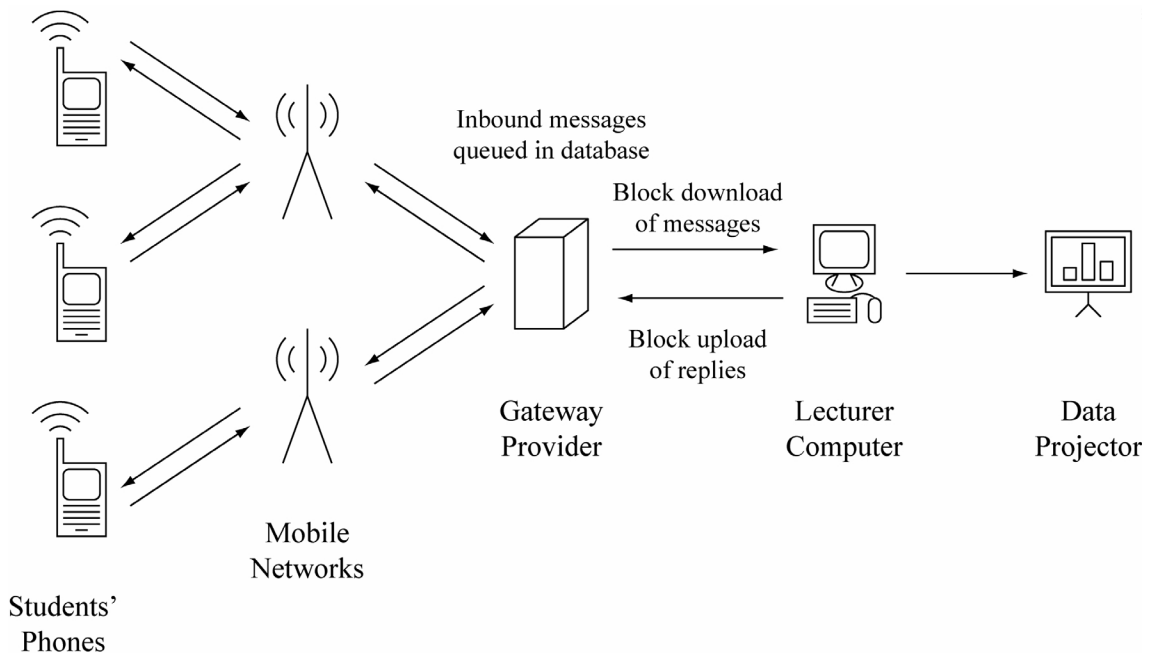 Inbound messages
queued in database
Block download
of messages
Block upload
of replies
Gateway
Provider
Lecturer
Computer
Data
Projector
Mobile
Networks
Students’
Phones